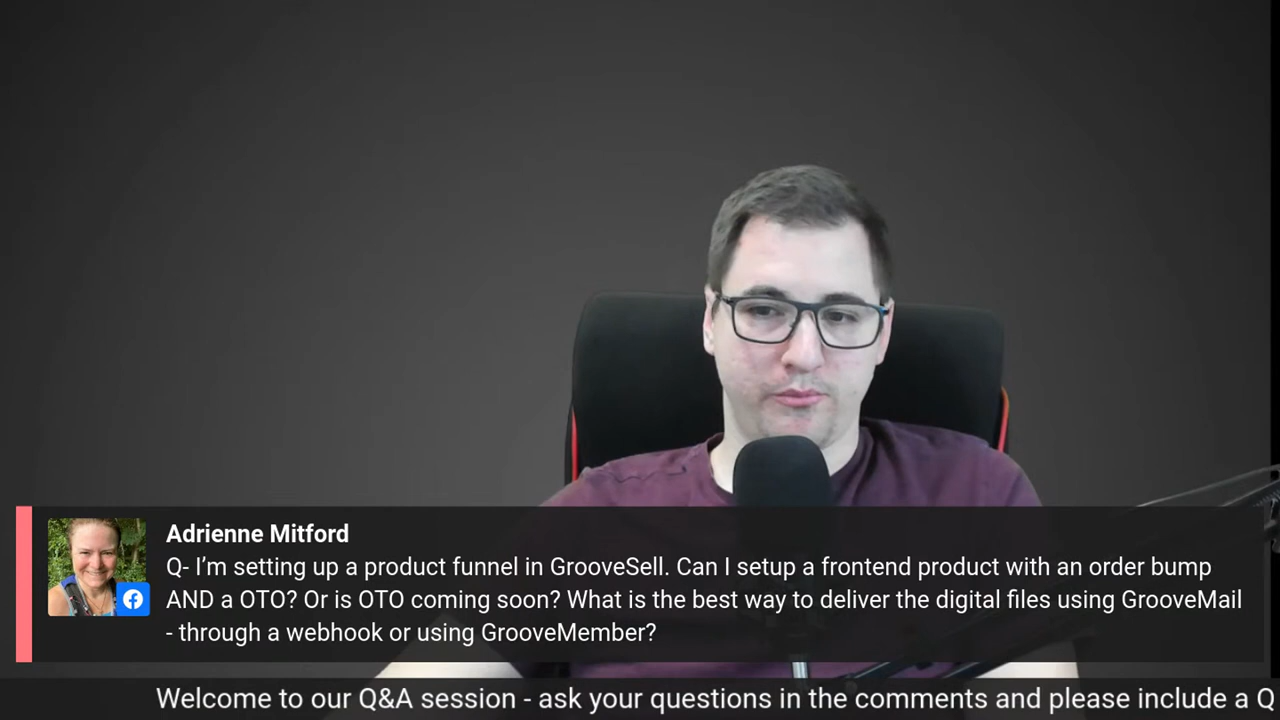 Adrienne Mitford
Q- I’m setting up a product funnel in GrooveSell. Can I setup a frontend product with an order bump
AND a OTO? Or is OTO coming soon? What is the best way to deliver the digital files using GrooveMail
- through a webhook or using GrooveMember?
Welcome to our Q&A session - ask your questions in the comments and please include a Q